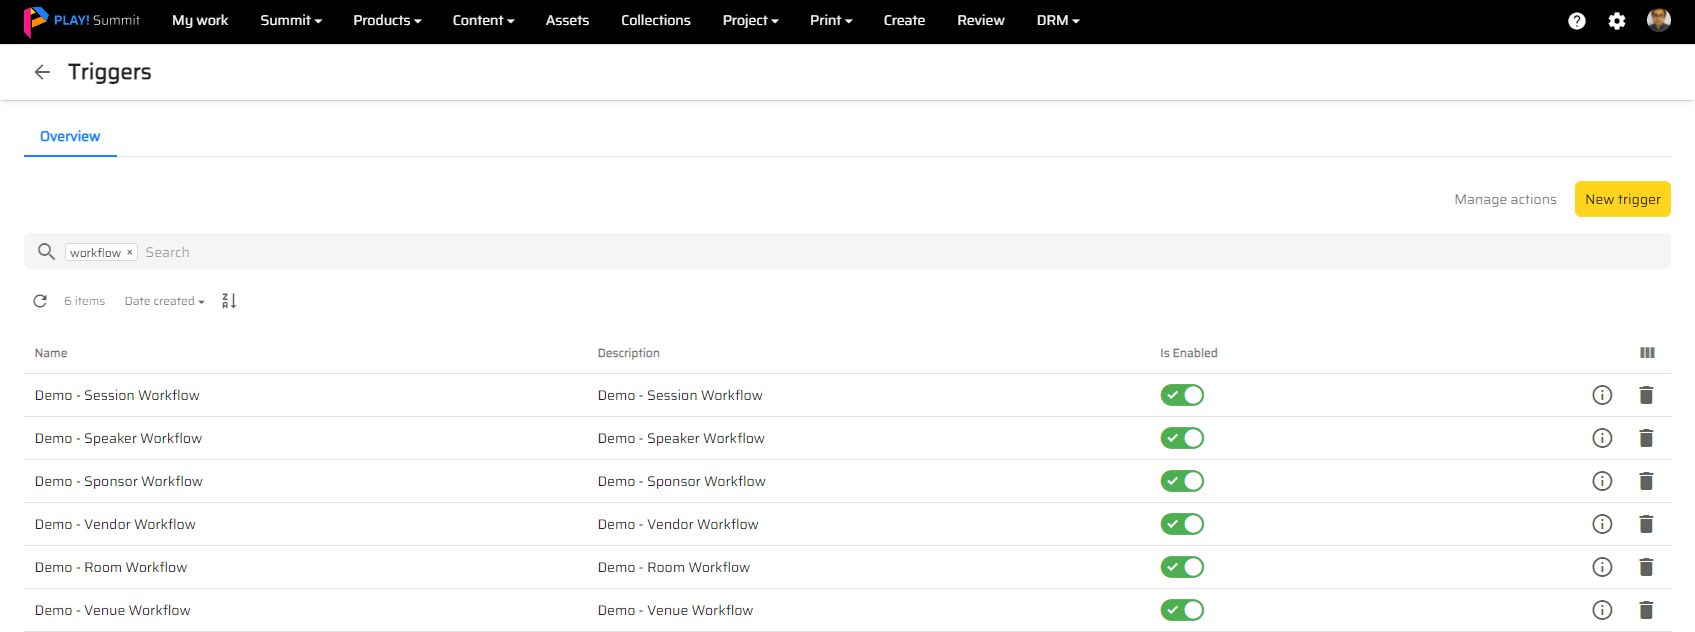 PLAY! Summit My work Summit Products Content Assets Collections Project Print Create Review DRM
Triggers
Overview
Manage actions New trigger
workflow × Search
6 items Date created
Name Description Is Enabled
Demo - Session Workflow Demo - Session Workflow
Demo - Speaker Workflow Demo - Speaker Workflow
Demo - Sponsor Workflow Demo - Sponsor Workflow
Demo - Vendor Workflow Demo - Vendor Workflow
Demo - Room Workflow Demo - Room Workflow
Demo - Venue Workflow Demo - Venue Workflow